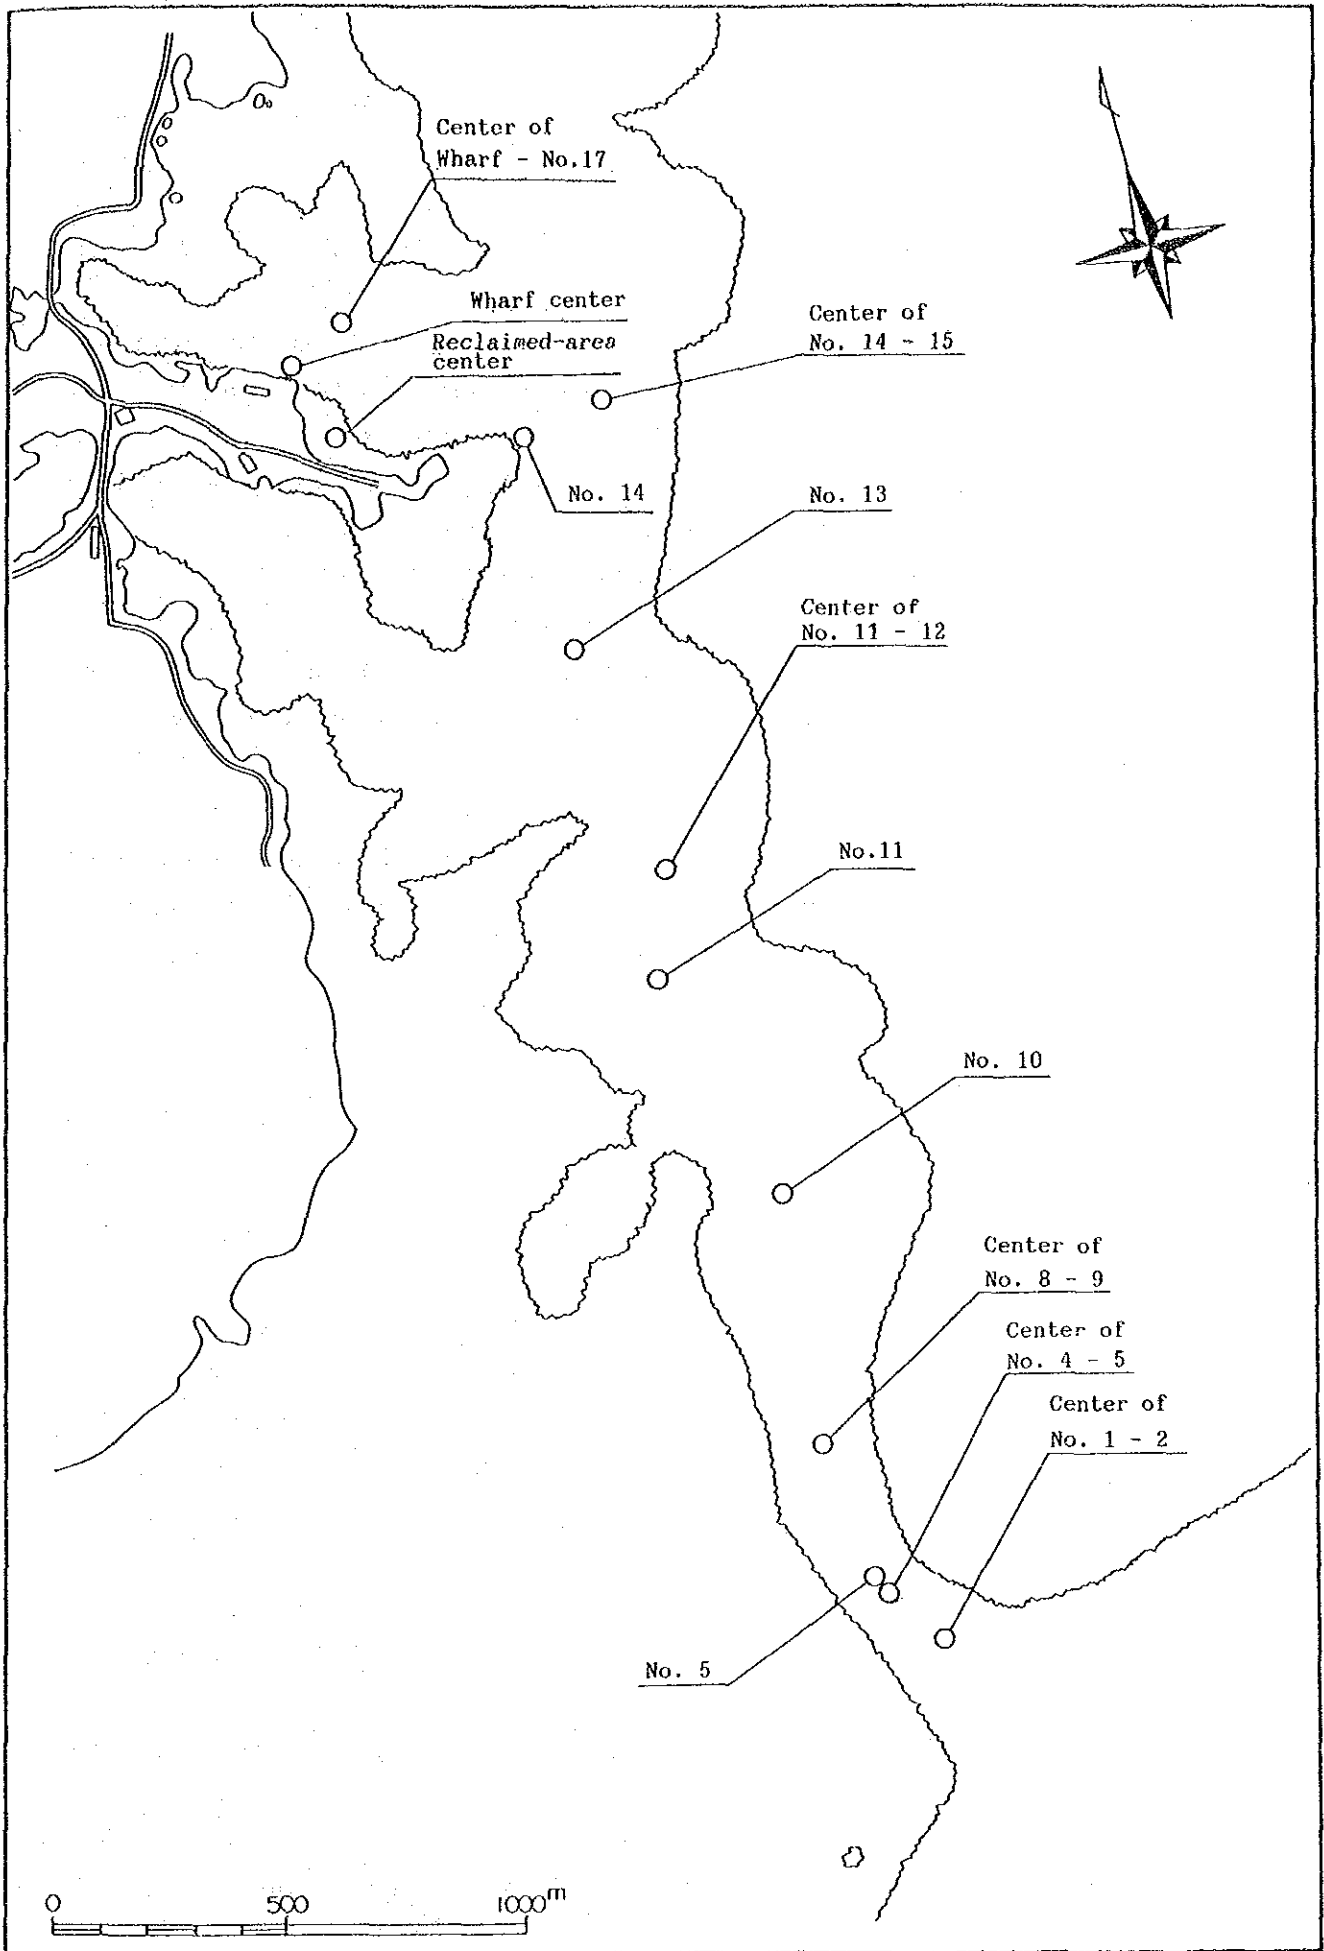 Center of
Wharf - No.17
Wharf center
Reclaimed-area
center
Center of
No. 14 - 15
No. 14
No. 13
Center of
No. 11 - 12
No.11
No. 10
Center of
No. 8 - 9
Center of
No. 4 - 5
Center of
No. 1 - 2
No. 5
0 500 1000m